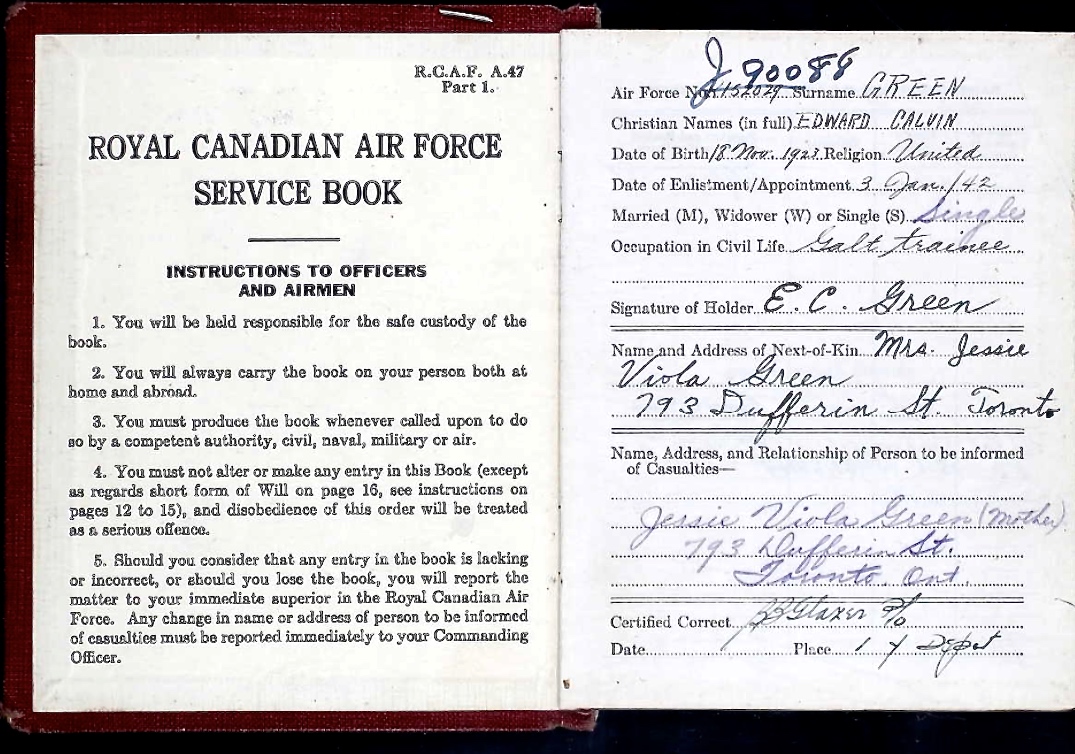 R.C.A.F. A.47
Part 1.
ROYAL CANADIAN AIR FORCE
SERVICE BOOK
INSTRUCTIONS TO OFFICERS
AND AIRMEN
1. You will be held responsible for the safe custody of the
book.
2. You will always carry the book on your person both at
home and abroad.
3. You must produce the book whenever called upon to do
so by a competent authority, civil, naval, military or air.
4. You must not alter or make any entry in this Book (except
as regards short form of Will on page 16, see instructions on
pages 12 to 15), and disobedience of this order will be treated
as a serious offence.
5. Should you consider that any entry in the book is lacking
or incorrect, or should you lose the book, you will report the
matter to your immediate superior in the Royal Canadian Air
Force. Any change in name or address of person to be informed
of casualties must be reported immediately to your Commanding
Officer.
J 90088
Air Force No. Surname GREEN
Christian Names (in full) EDWARD CALVIN
Date of Birth 18 Nov. 1923 Religion United
Date of Enlistment/Appointment 3 Jan./42
Married (M), Widower (W) or Single (S) Single
Occupation in Civil Life Galt trainee
Signature of Holder E. C. Green
Name and Address of Next-of-Kin Mrs. Jessie
Viola Green
793 Dufferin St. Toronto
Name, Address, and Relationship of Person to be informed
of Casualties—
Jessie Viola Green (Mother)
793 Dufferin St.
Toronto. Ont.
Certified Correct Glazer
Date Place 1 Y Depot